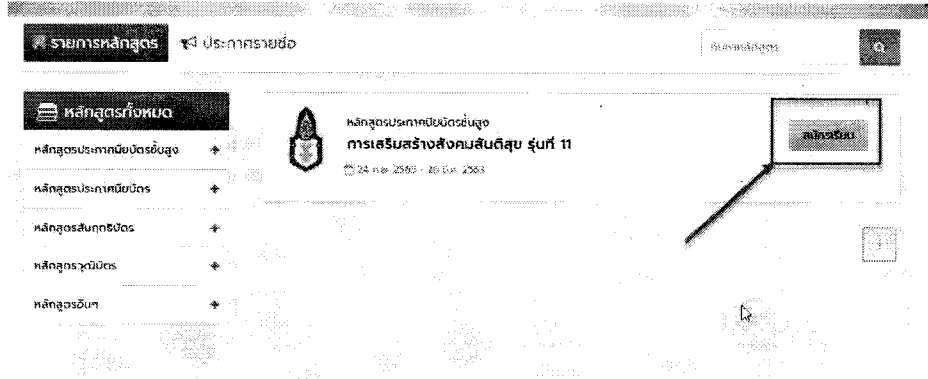 รายการหลักสูตร
ประกาศรายชื่อ
ค้นหาหลักสูตร
หลักสูตรทั้งหมด
หลักสูตรประกาศนียบัตรชั้นสูง +
หลักสูตรประกาศนียบัตร +
หลักสูตรสัมฤทธิบัตร +
หลักสูตรวุฒิบัตร +
หลักสูตรอื่นๆ +
หลักสูตรประกาศนียบัตรชั้นสูง
การเสริมสร้างสังคมสันติสุข รุ่นที่ 11
24 ก.พ. 2563 - 26 มี.ค. 2563
สมัครเรียน